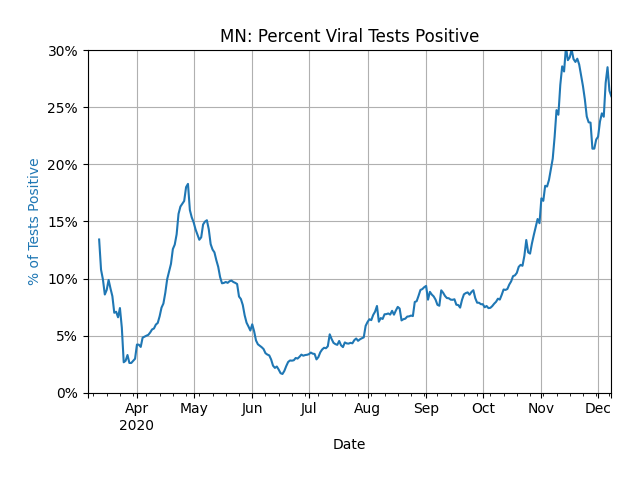 MN: Percent Viral Tests Positive
30%
25%
20%
15%
10%
5%
0%
% of Tests Positive
Apr May Jun Jul Aug Sep Oct Nov Dec
2020
Date